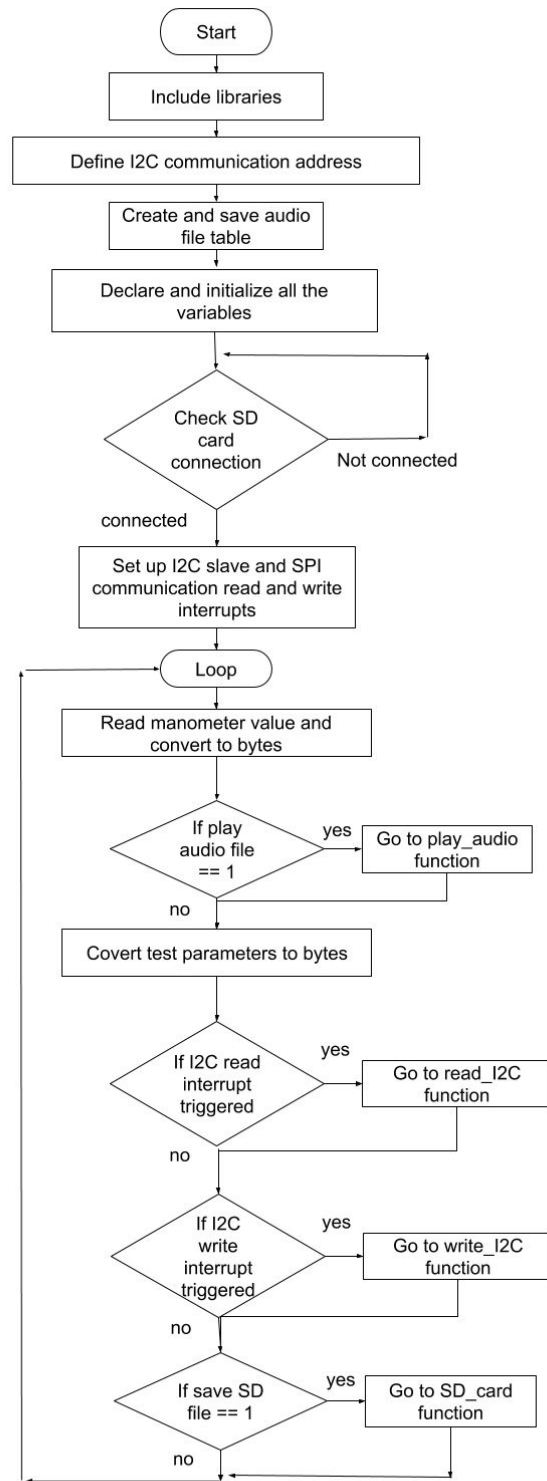 Start
Include libraries
Define I2C communication address
Create and save audio
file table
Declare and initialize all the
variables
Check SD
card
connection
Not connected
connected
Set up I2C slave and SPI
communication read and write
interrupts
Loop
Read manometer value and
convert to bytes
If play
audio file
== 1
yes
Go to play_audio
function
no
Covert test parameters to bytes
If I2C read
interrupt
triggered
yes
Go to read_I2C
function
no
If I2C
write
interrupt
triggered
yes
Go to write_I2C
function
no
If save SD
file == 1
yes
Go to SD_card
function
no